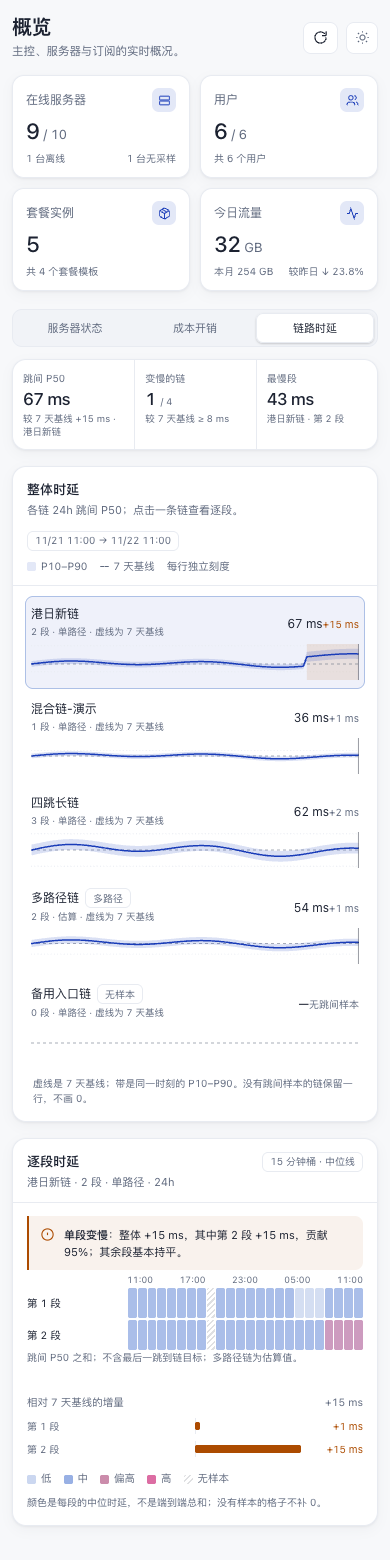 概览
主控、服务器与订阅的实时概况。
在线服务器
9 / 10
1 台离线 1 台无采样
用户
6 / 6
共 6 个用户
套餐实例
5
共 4 个套餐模板
今日流量
32 GB
本月 254 GB 较昨日 ↓ 23.8%
服务器状态 成本开销 链路时延
跳间 P50
67 ms
较 7 天基线 +15 ms ·
港日新链
变慢的链
1 / 4
较 7 天基线 ≥ 8 ms
最慢段
43 ms
港日新链 · 第 2 段
整体时延
各链 24h 跳间 P50；点击一条链查看逐段。
11/21 11:00 → 11/22 11:00
P10–P90 -- 7 天基线 每行独立刻度
港日新链
67 ms+15 ms
2 段 · 单路径 · 虚线为 7 天基线
混合链-演示
36 ms+1 ms
1 段 · 单路径 · 虚线为 7 天基线
四跳长链
62 ms+2 ms
3 段 · 单路径 · 虚线为 7 天基线
多路径链 多路径
54 ms+1 ms
2 段 · 估算 · 虚线为 7 天基线
备用入口链 无样本
—无跳间样本
0 段 · 单路径 · 虚线为 7 天基线
虚线是 7 天基线；带是同一时刻的 P10–P90。没有跳间样本的链保留一
行，不画 0。
逐段时延
15 分钟桶 · 中位线
港日新链 · 2 段 · 单路径 · 24h
单段变慢：整体 +15 ms，其中第 2 段 +15 ms，贡献
95%；其余段基本持平。
11:00 17:00 23:00 05:00 11:00
第 1 段
第 2 段
跳间 P50 之和；不含最后一跳到链目标；多路径链为估算值。
相对 7 天基线的增量 +15 ms
第 1 段 +1 ms
第 2 段 +15 ms
低 中 偏高 高 无样本
颜色是每段的中位时延，不是端到端总和；没有样本的格子不补 0。